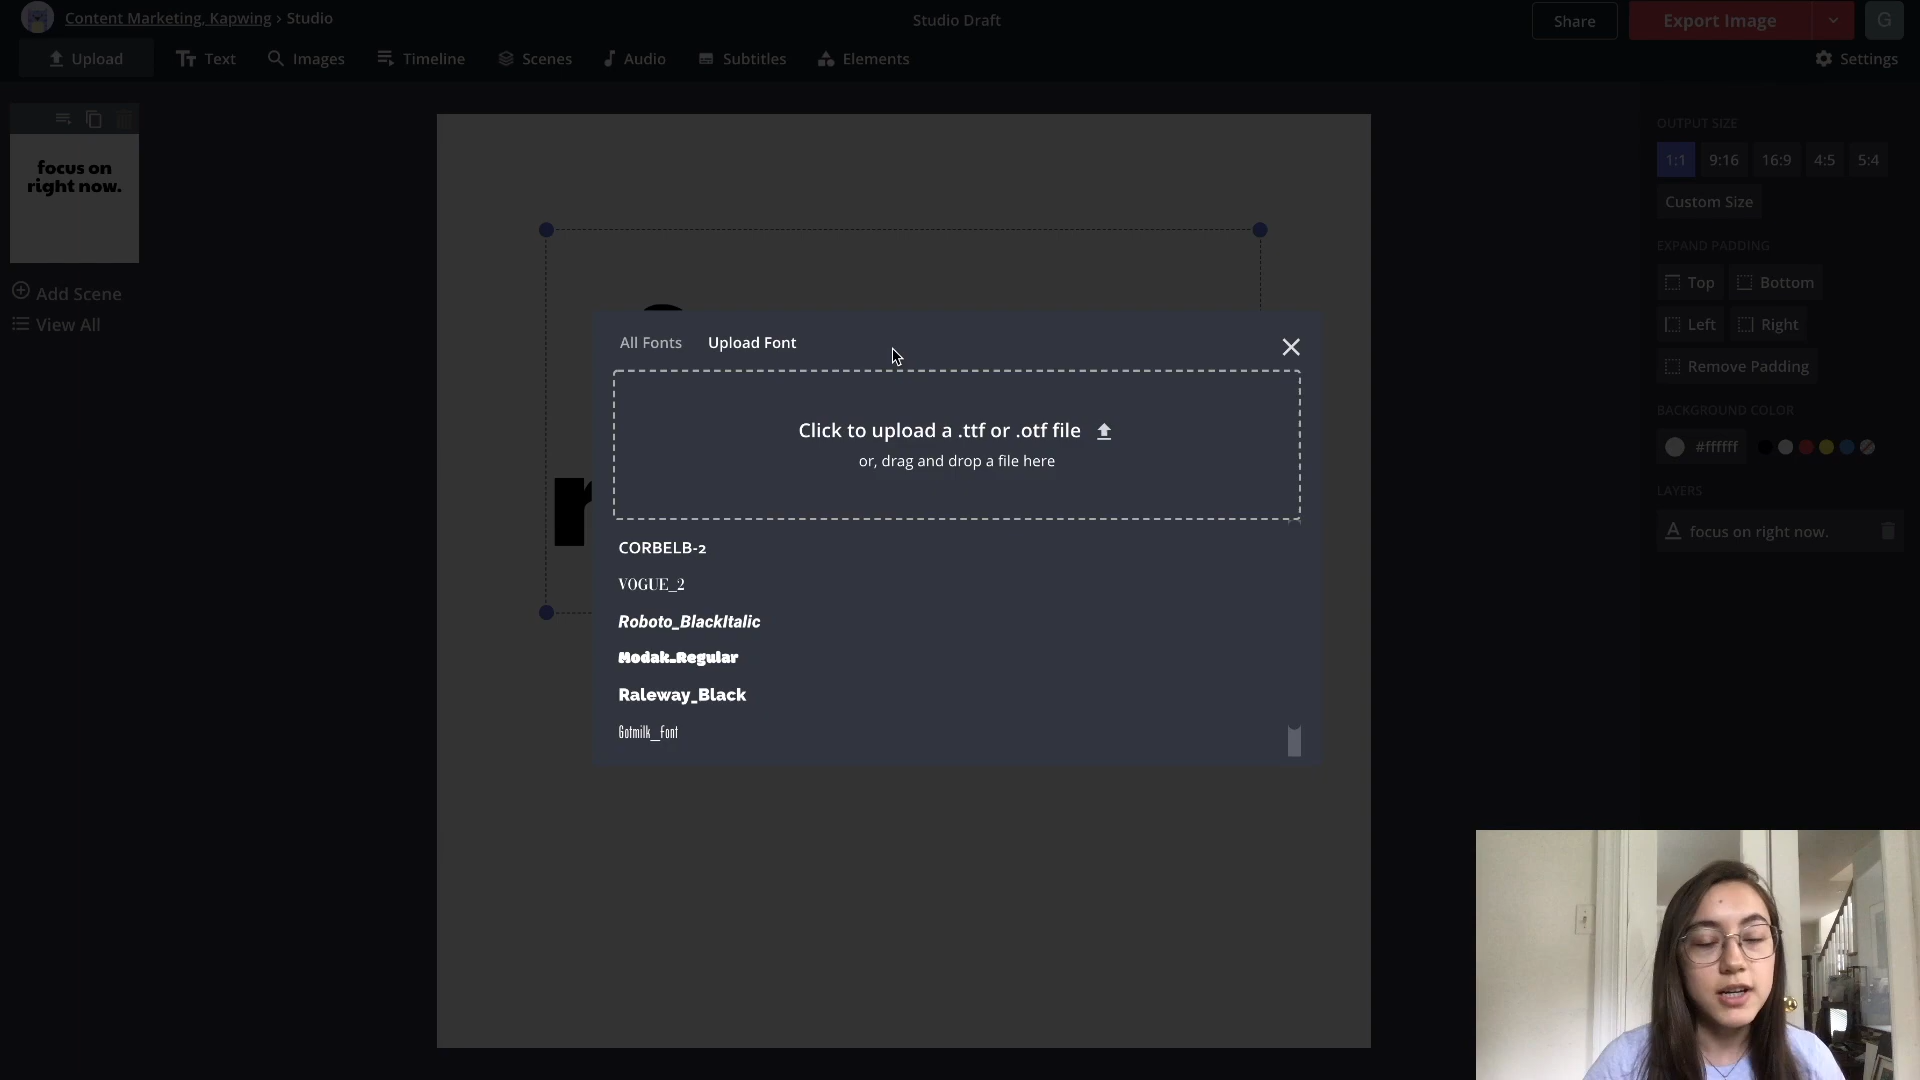 Content Marketing, Kapwing › Studio
Studio Draft
Share
Export Image
G
Upload
Text
Images
Timeline
Scenes
Audio
Subtitles
Elements
Settings
focus on
right now.
Add Scene
View All
All Fonts
Upload Font
Click to upload a .ttf or .otf file
or, drag and drop a file here
CORBELB-2
VOGUE_2
Roboto_BlackItalic
Modak_Regular
Raleway_Black
Gotmilk_Font
OUTPUT SIZE
1:1
9:16
16:9
4:5
5:4
Custom Size
EXPAND PADDING
Top
Bottom
Left
Right
Remove Padding
BACKGROUND COLOR
#ffffff
LAYERS
focus on right now.